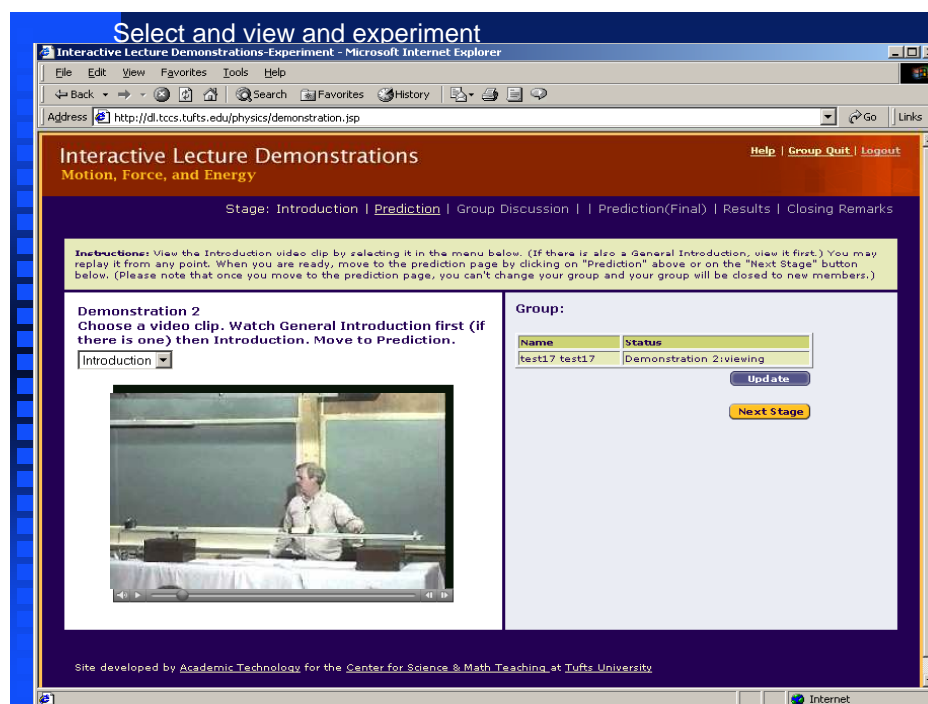 Select and view and experiment
Interactive Lecture Demonstrations-Experiment - Microsoft Internet Explorer
File Edit View Favorites Tools Help
Back Search Favorites History
Address http://dl.tccs.tufts.edu/physics/demonstration.jsp Go Links
Interactive Lecture Demonstrations
Help | Group Quit | Logout
Motion, Force, and Energy
Stage: Introduction | Prediction | Group Discussion | | Prediction(Final) | Results | Closing Remarks
Instructions: View the Introduction video clip by selecting it in the menu below. (If there is also a General Introduction, view it first.) You may
replay it from any point. When you are ready, move to the prediction page by clicking on "Prediction" above or on the "Next Stage" button
below. (Please note that once you move to the prediction page, you can't change your group and your group will be closed to new members.)
Demonstration 2
Choose a video clip. Watch General Introduction first (if
there is one) then Introduction. Move to Prediction.
Introduction
Group:
Name Status
test17 test17 Demonstration 2:viewing
Update
Next Stage
Site developed by Academic Technology for the Center for Science & Math Teaching at Tufts University
Internet